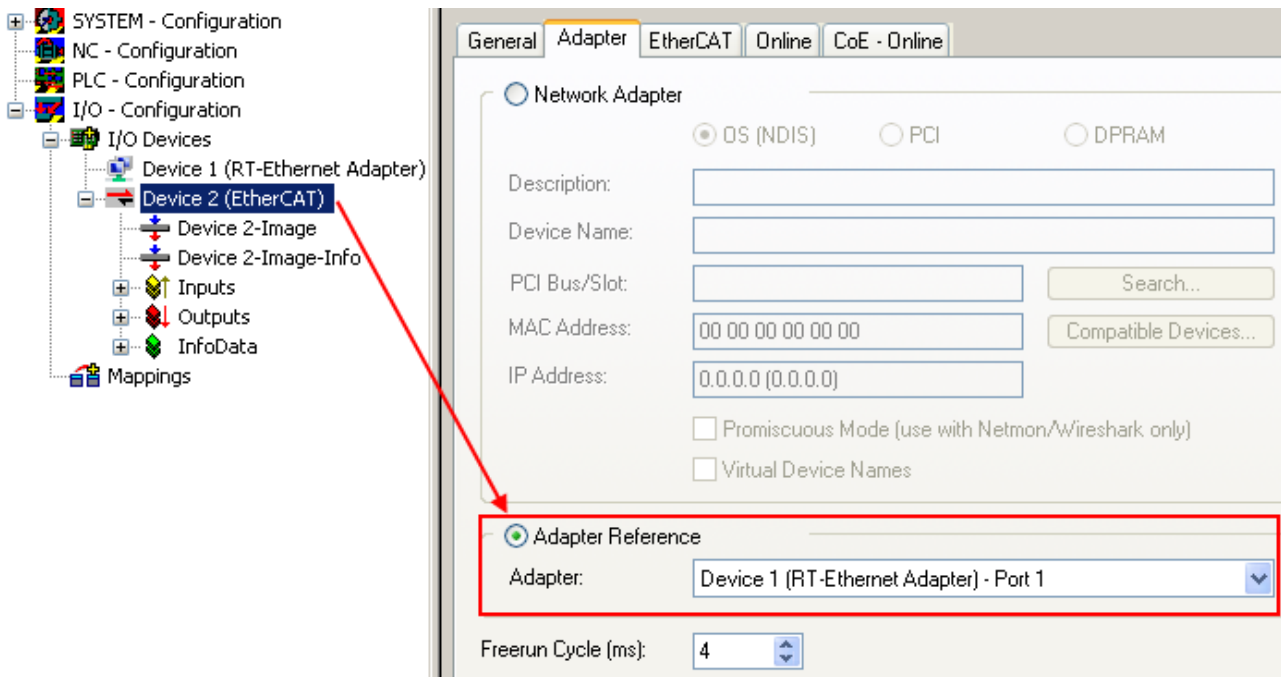 SYSTEM - Configuration
NC - Configuration
PLC - Configuration
I/O - Configuration
I/O Devices
Device 1 (RT-Ethernet Adapter)
Device 2 (EtherCAT)
Device 2-Image
Device 2-Image-Info
Inputs
Outputs
InfoData
Mappings
General Adapter EtherCAT Online CoE - Online
Network Adapter
OS (NDIS) PCI DPRAM
Description:
Device Name:
PCI Bus/Slot: Search...
MAC Address: 00 00 00 00 00 00 Compatible Devices...
IP Address: 0.0.0.0 (0.0.0.0)
Promiscuous Mode (use with Netmon/Wireshark only)
Virtual Device Names
Adapter Reference
Adapter: Device 1 (RT-Ethernet Adapter) - Port 1
Freerun Cycle (ms): 4